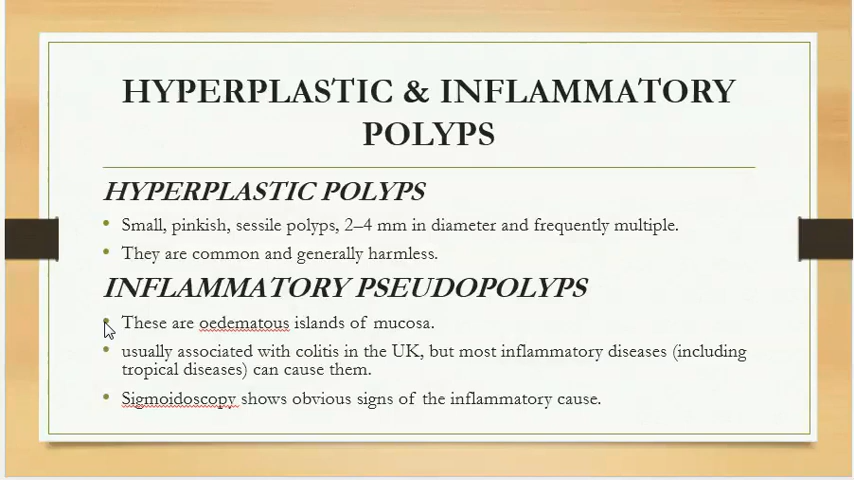 HYPERPLASTIC & INFLAMMATORY
POLYPS
HYPERPLASTIC POLYPS
• Small, pinkish, sessile polyps, 2–4 mm in diameter and frequently multiple.
• They are common and generally harmless.
INFLAMMATORY PSEUDOPOLYPS
• These are oedematous islands of mucosa.
• usually associated with colitis in the UK, but most inflammatory diseases (including
tropical diseases) can cause them.
• Sigmoidoscopy shows obvious signs of the inflammatory cause.